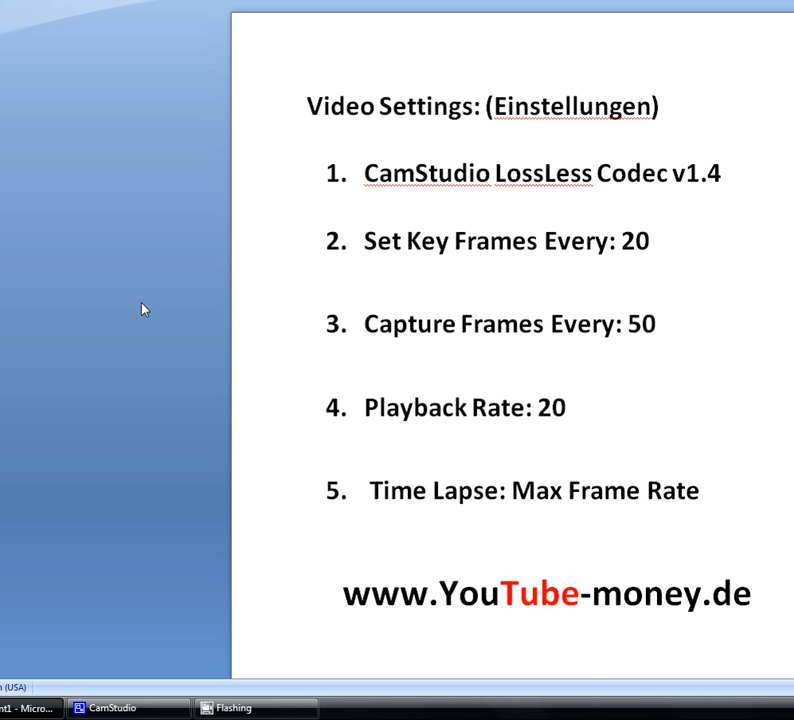 Video Settings: (Einstellungen)
1. CamStudio LossLess Codec v1.4
2. Set Key Frames Every: 20
3. Capture Frames Every: 50
4. Playback Rate: 20
5. Time Lapse: Max Frame Rate
www.YouTube-money.de
(USA)
nt1 - Micro... CamStudio Flashing